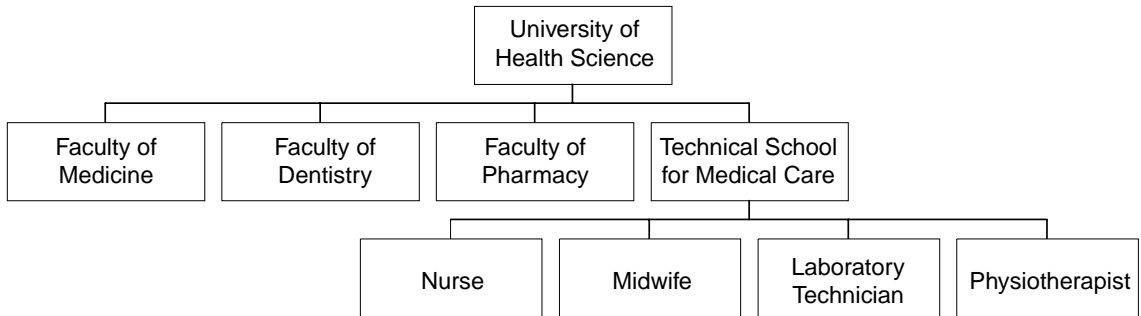 University of
Health Science
Faculty of
Medicine
Faculty of
Dentistry
Faculty of
Pharmacy
Technical School
for Medical Care
Nurse
Midwife
Laboratory
Technician
Physiotherapist